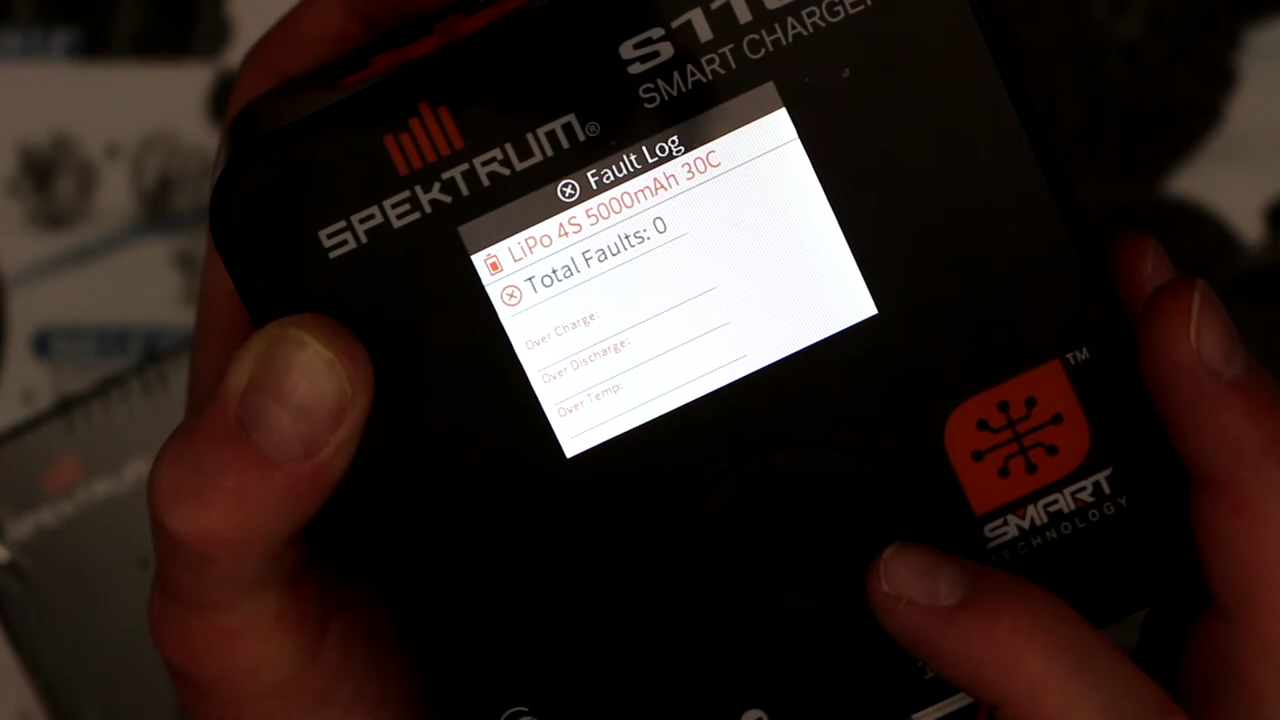 SPEKTRUM®
SMART CHARGER
Fault Log
LiPo 4S 5000mAh 30C
Total Faults: 0
Over Charge:
Over Discharge:
Over Temp:
TM
SMART
TECHNOLOGY